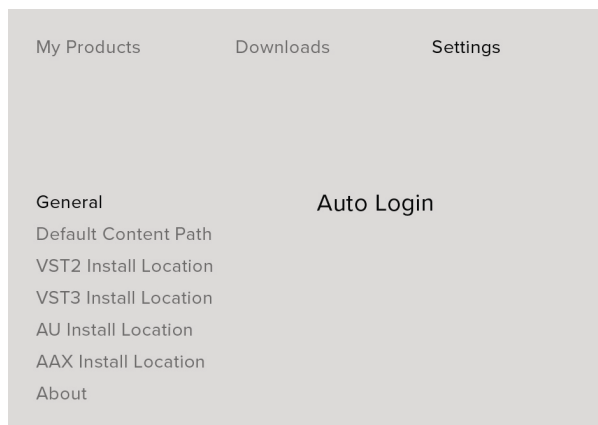 My Products Downloads Settings
General Auto Login
Default Content Path
VST2 Install Location
VST3 Install Location
AU Install Location
AAX Install Location
About